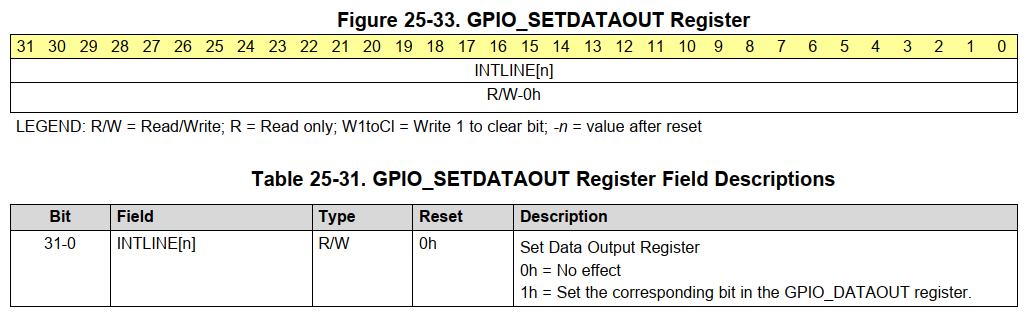 Figure 25-33. GPIO_SETDATAOUT Register
31 30 29 28 27 26 25 24 23 22 21 20 19 18 17 16 15 14 13 12 11 10 9 8 7 6 5 4 3 2 1 0
INTLINE[n]
R/W-0h
LEGEND: R/W = Read/Write; R = Read only; W1toCl = Write 1 to clear bit; -n = value after reset
Table 25-31. GPIO_SETDATAOUT Register Field Descriptions
Bit Field Type Reset Description
31-0 INTLINE[n] R/W 0h Set Data Output Register
0h = No effect
1h = Set the corresponding bit in the GPIO_DATAOUT register.